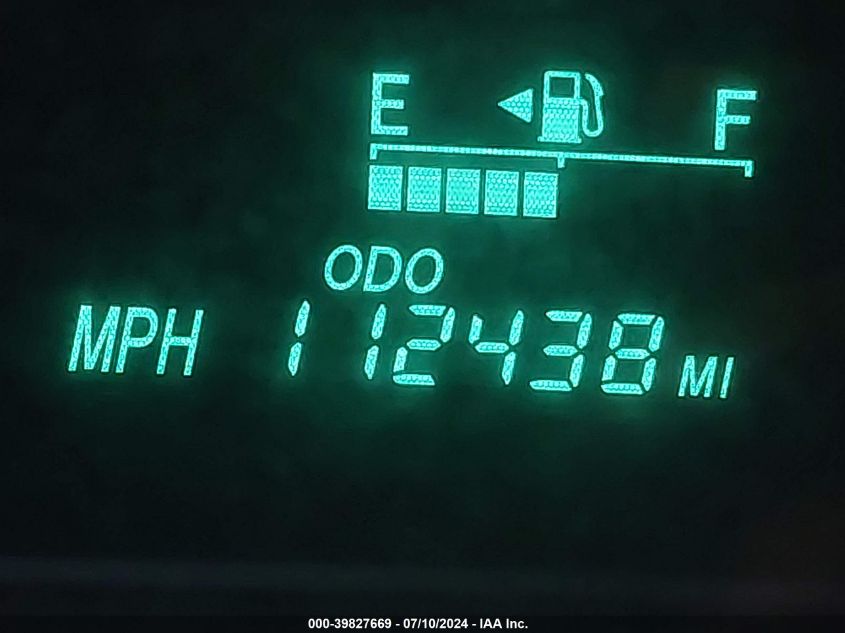 E F
ODO
MPH 112438 MI
000-39827669 - 07/10/2024 - IAA Inc.